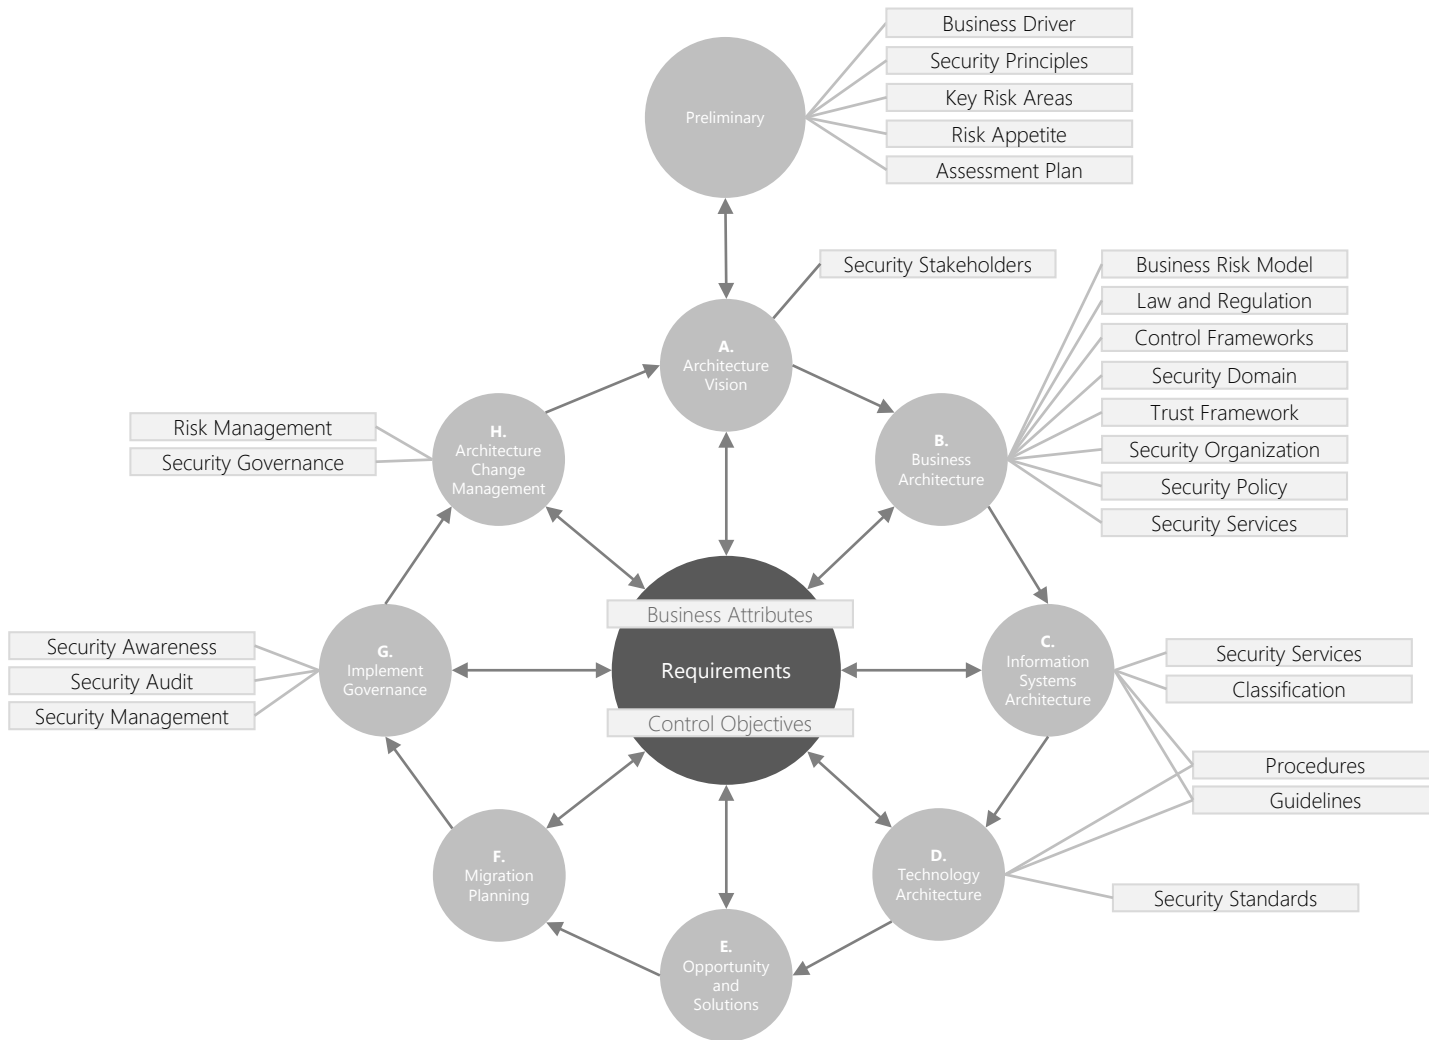 Business Driver
Security Principles
Key Risk Areas
Risk Appetite
Assessment Plan
Preliminary
Security Stakeholders
A.
Architecture
Vision
Business Risk Model
Law and Regulation
Control Frameworks
Security Domain
Trust Framework
Security Organization
Security Policy
Security Services
B.
Business
Architecture
Risk Management
Security Governance
H.
Architecture
Change
Management
Business Attributes
Requirements
Control Objectives
Security Awareness
Security Audit
Security Management
G.
Implement
Governance
C.
Information
Systems
Architecture
Security Services
Classification
Procedures
Guidelines
F.
Migration
Planning
D.
Technology
Architecture
Security Standards
E.
Opportunity
and
Solutions